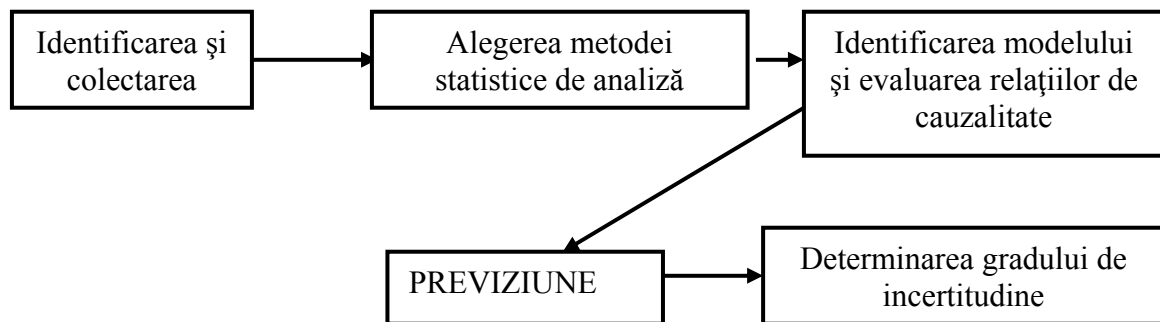 Identificarea şi
colectarea
Alegerea metodei
statistice de analiză
Identificarea modelului
şi evaluarea relaţiilor de
cauzalitate
PREVIZIUNE
Determinarea gradului de
incertitudine